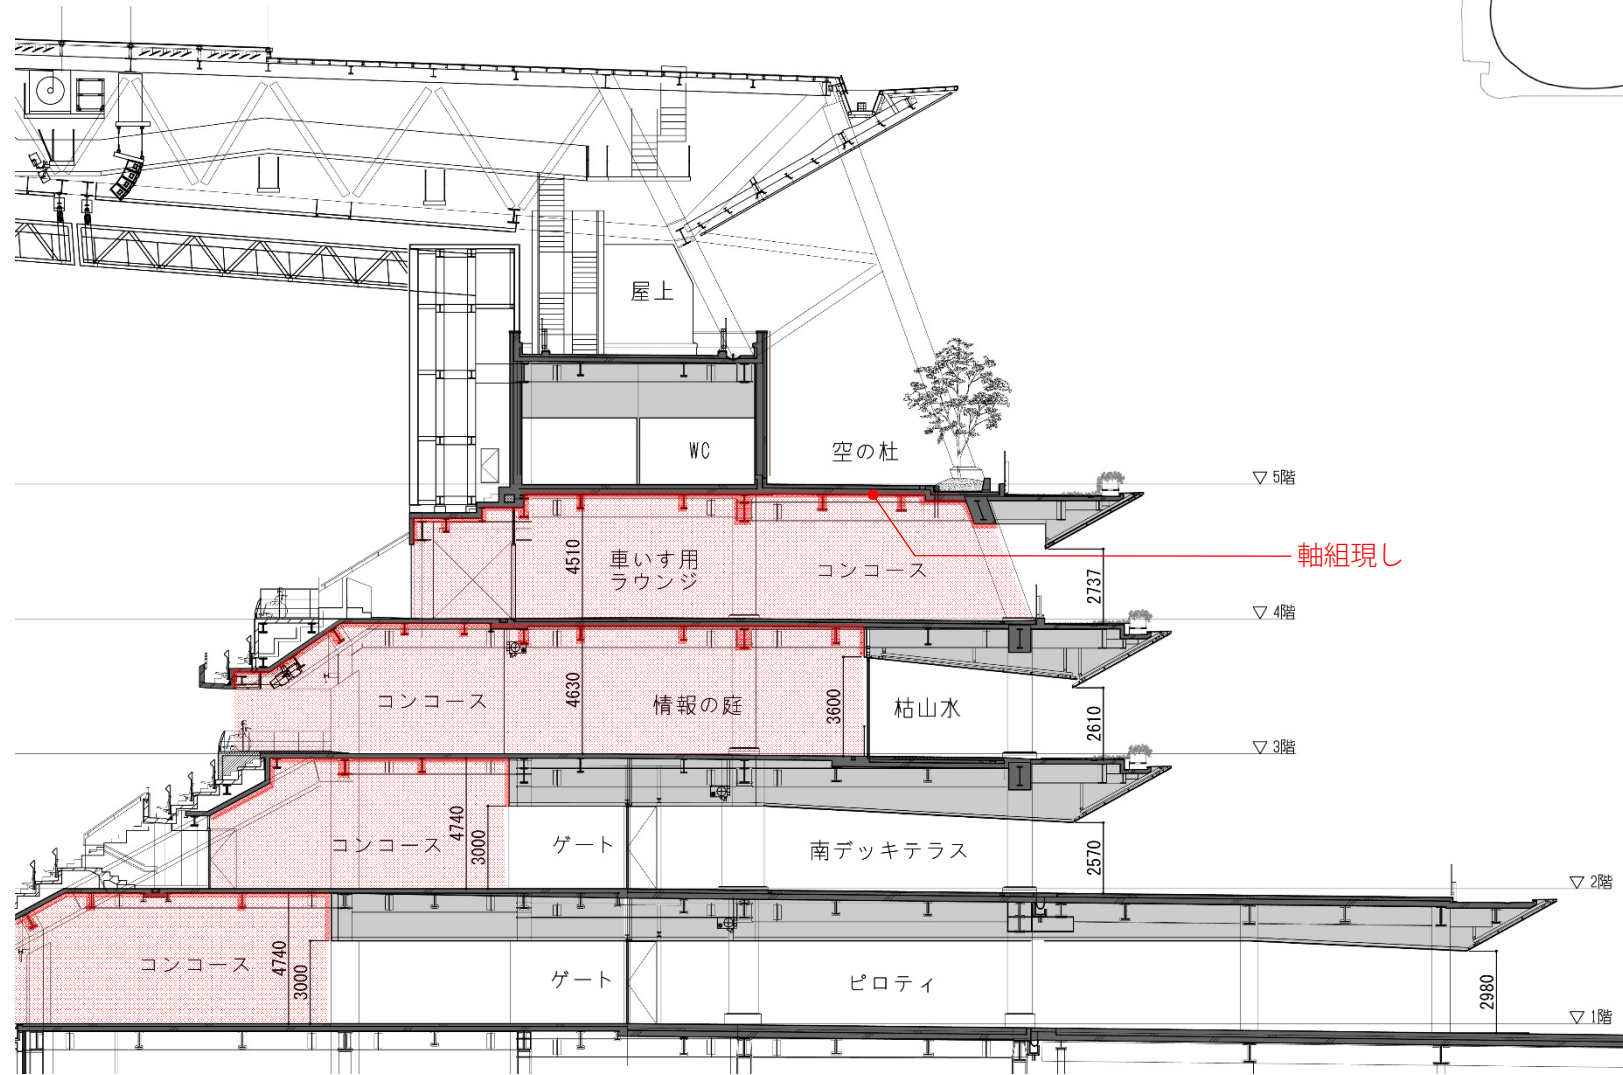 屋上
WC
空の杜
▽ 5階
4510
車いす用
ラウンジ
コンコース
軸組現し
2737
▽ 4階
コンコース
4630
情報の庭
3600
枯山水
2610
▽ 3階
コンコース
4740
3000
ゲート
南デッキテラス
2570
▽ 2階
コンコース
4740
3000
ゲート
ピロティ
2980
▽ 1階